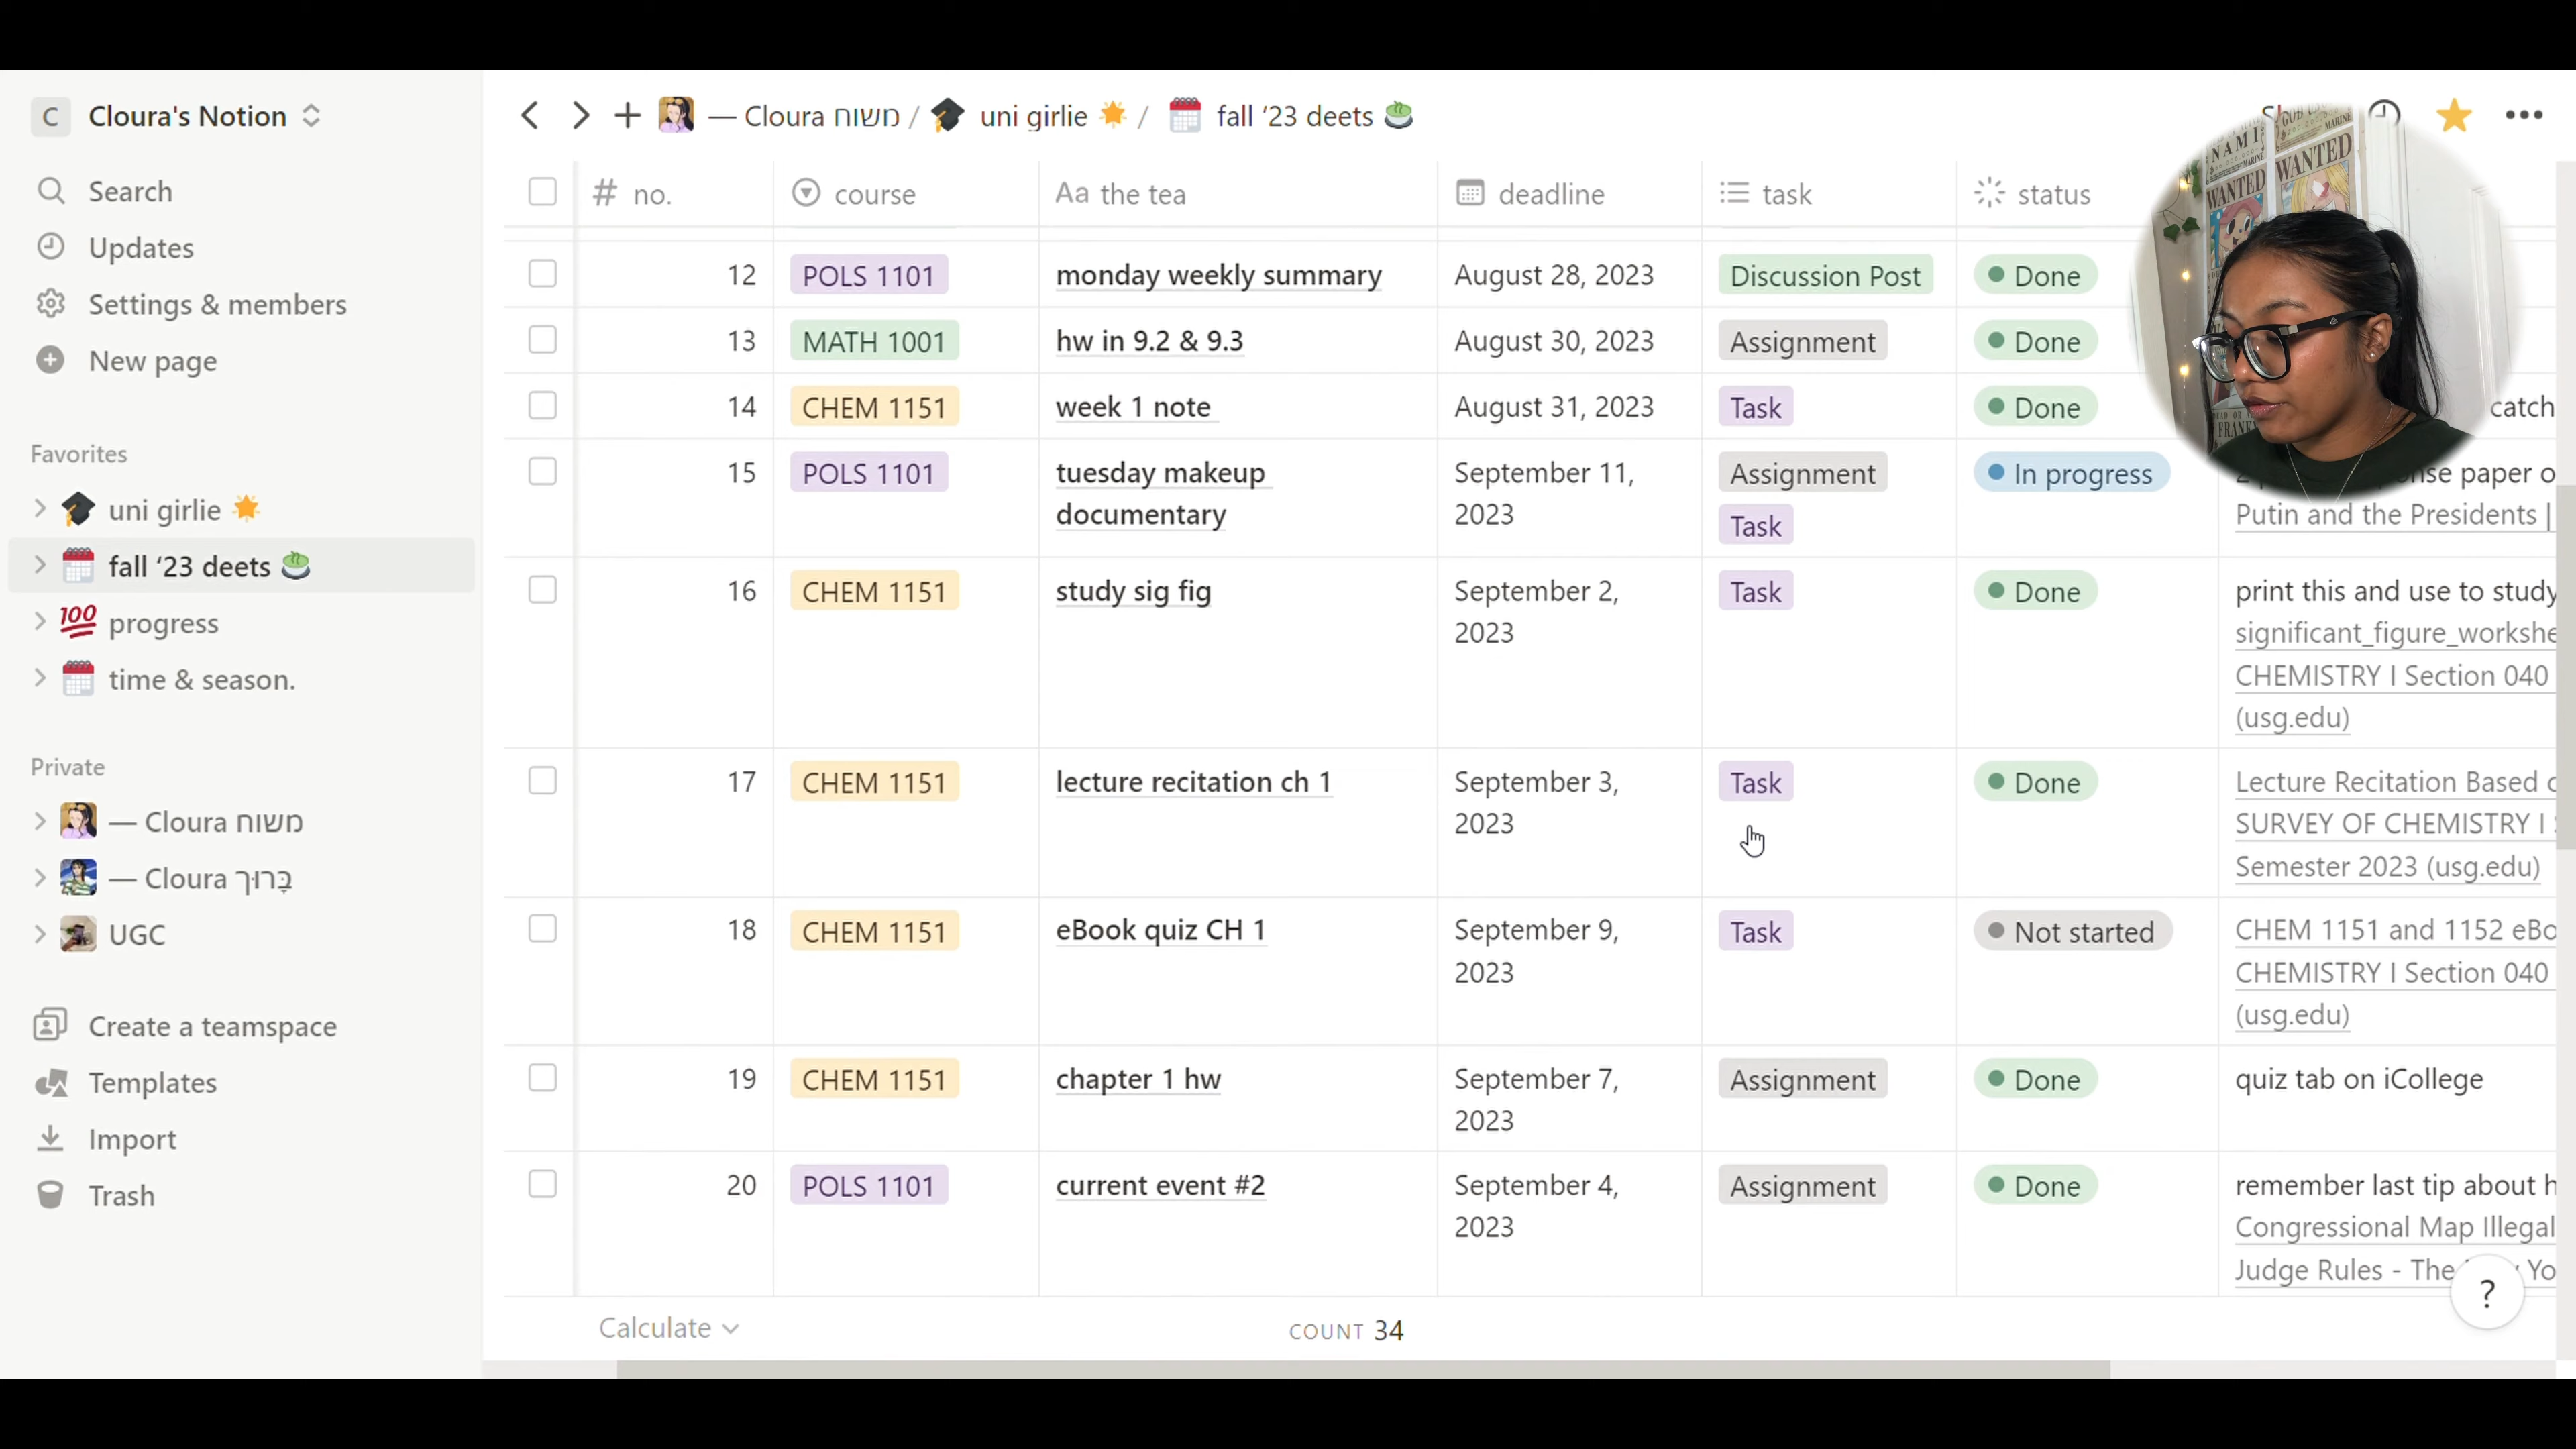 C Cloura's Notion
Search
Updates
Settings & members
New page
Favorites
uni girlie
fall ‘23 deets
100 progress
time & season.
Private
— Cloura משוח
— Cloura בָּרוּךְ
UGC
Create a teamspace
Templates
Import
Trash
— Cloura משוח / uni girlie / fall ‘23 deets
# no. course Aa the tea deadline task status
12 POLS 1101 monday weekly summary August 28, 2023 Discussion Post Done
13 MATH 1001 hw in 9.2 & 9.3 August 30, 2023 Assignment Done
14 CHEM 1151 week 1 note August 31, 2023 Task Done catch
15 POLS 1101 tuesday makeup September 11, Assignment In progress paper o
documentary 2023 Task Putin and the Presidents |
16 CHEM 1151 study sig fig September 2, Task Done print this and use to study
2023 significant_figure_workshe
CHEMISTRY I Section 040
(usg.edu)
17 CHEM 1151 lecture recitation ch 1 September 3, Task Done Lecture Recitation Based
2023 SURVEY OF CHEMISTRY I
Semester 2023 (usg.edu)
18 CHEM 1151 eBook quiz CH 1 September 9, Task Not started CHEM 1151 and 1152 eBo
2023 CHEMISTRY I Section 040
(usg.edu)
19 CHEM 1151 chapter 1 hw September 7, Assignment Done quiz tab on iCollege
2023
20 POLS 1101 current event #2 September 4, Assignment Done remember last tip about h
2023 Congressional Map Illegal
Judge Rules - The Yo
Calculate COUNT 34
?
NAMI
MARINE
WANTED
MARINE
WANTED
WANTED